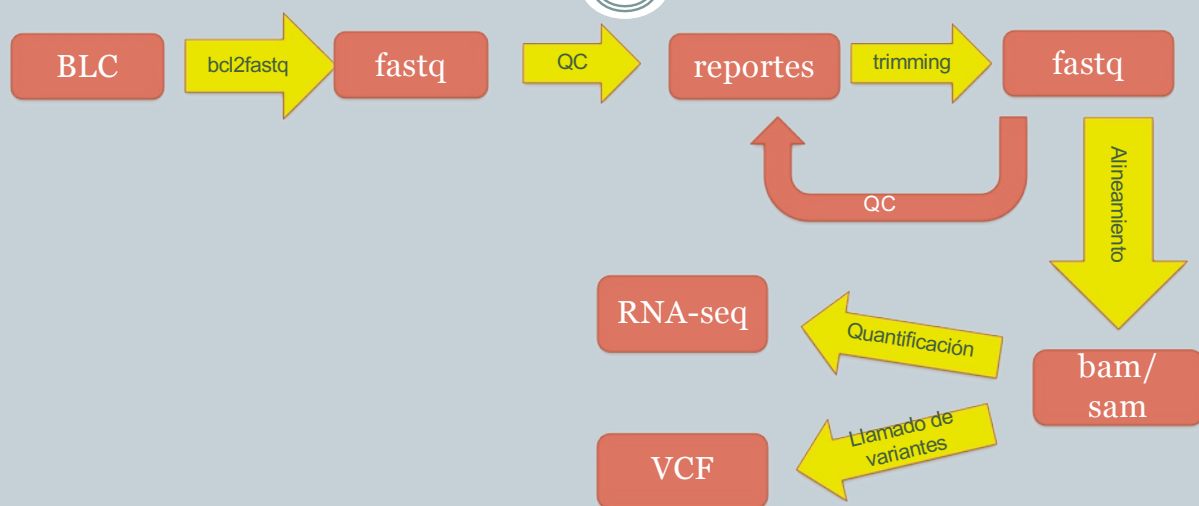 BLC
bcl2fastq
fastq
QC
reportes
trimming
fastq
QC
Alineamiento
RNA-seq
Quantificación
bam/
sam
VCF
Llamado de
variantes